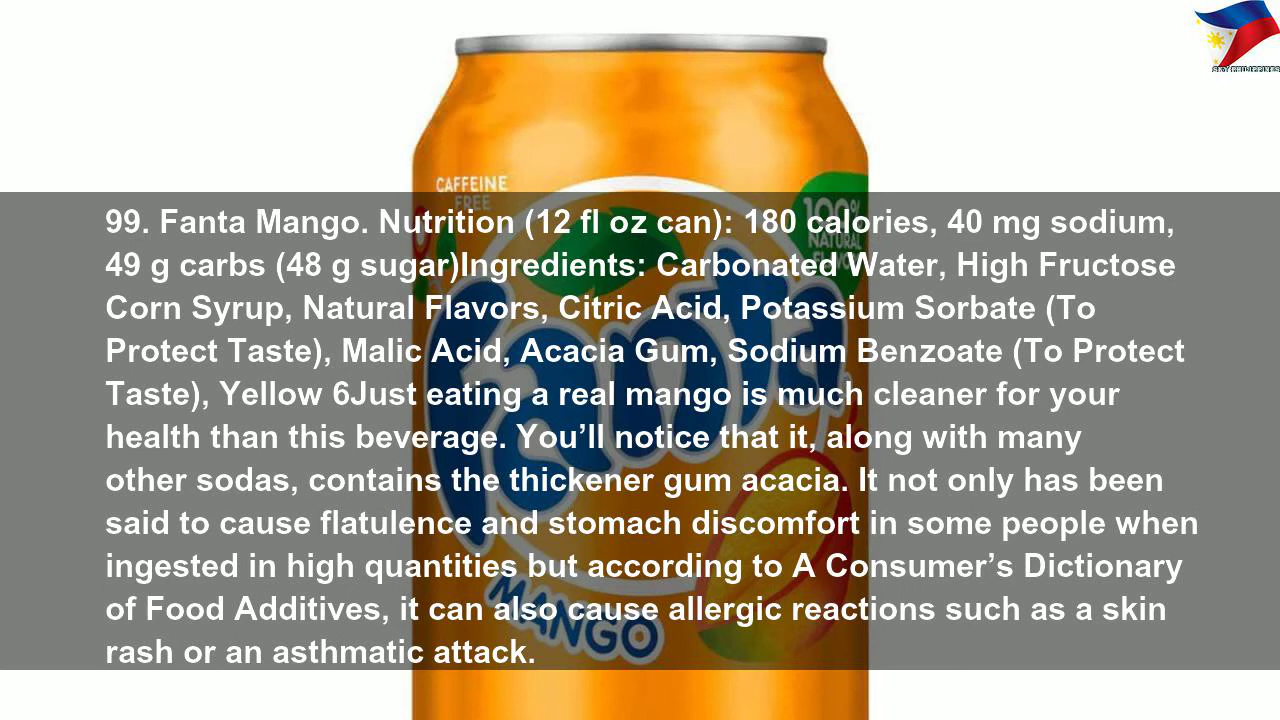 CAFFEINE
FREE
100%
NATURAL
99. Fanta Mango. Nutrition (12 fl oz can): 180 calories, 40 mg sodium,
49 g carbs (48 g sugar)Ingredients: Carbonated Water, High Fructose
Corn Syrup, Natural Flavors, Citric Acid, Potassium Sorbate (To
Protect Taste), Malic Acid, Acacia Gum, Sodium Benzoate (To Protect
Taste), Yellow 6Just eating a real mango is much cleaner for your
health than this beverage. You’ll notice that it, along with many
other sodas, contains the thickener gum acacia. It not only has been
said to cause flatulence and stomach discomfort in some people when
ingested in high quantities but according to A Consumer’s Dictionary
of Food Additives, it can also cause allergic reactions such as a skin
rash or an asthmatic attack.
fanta
MANGO